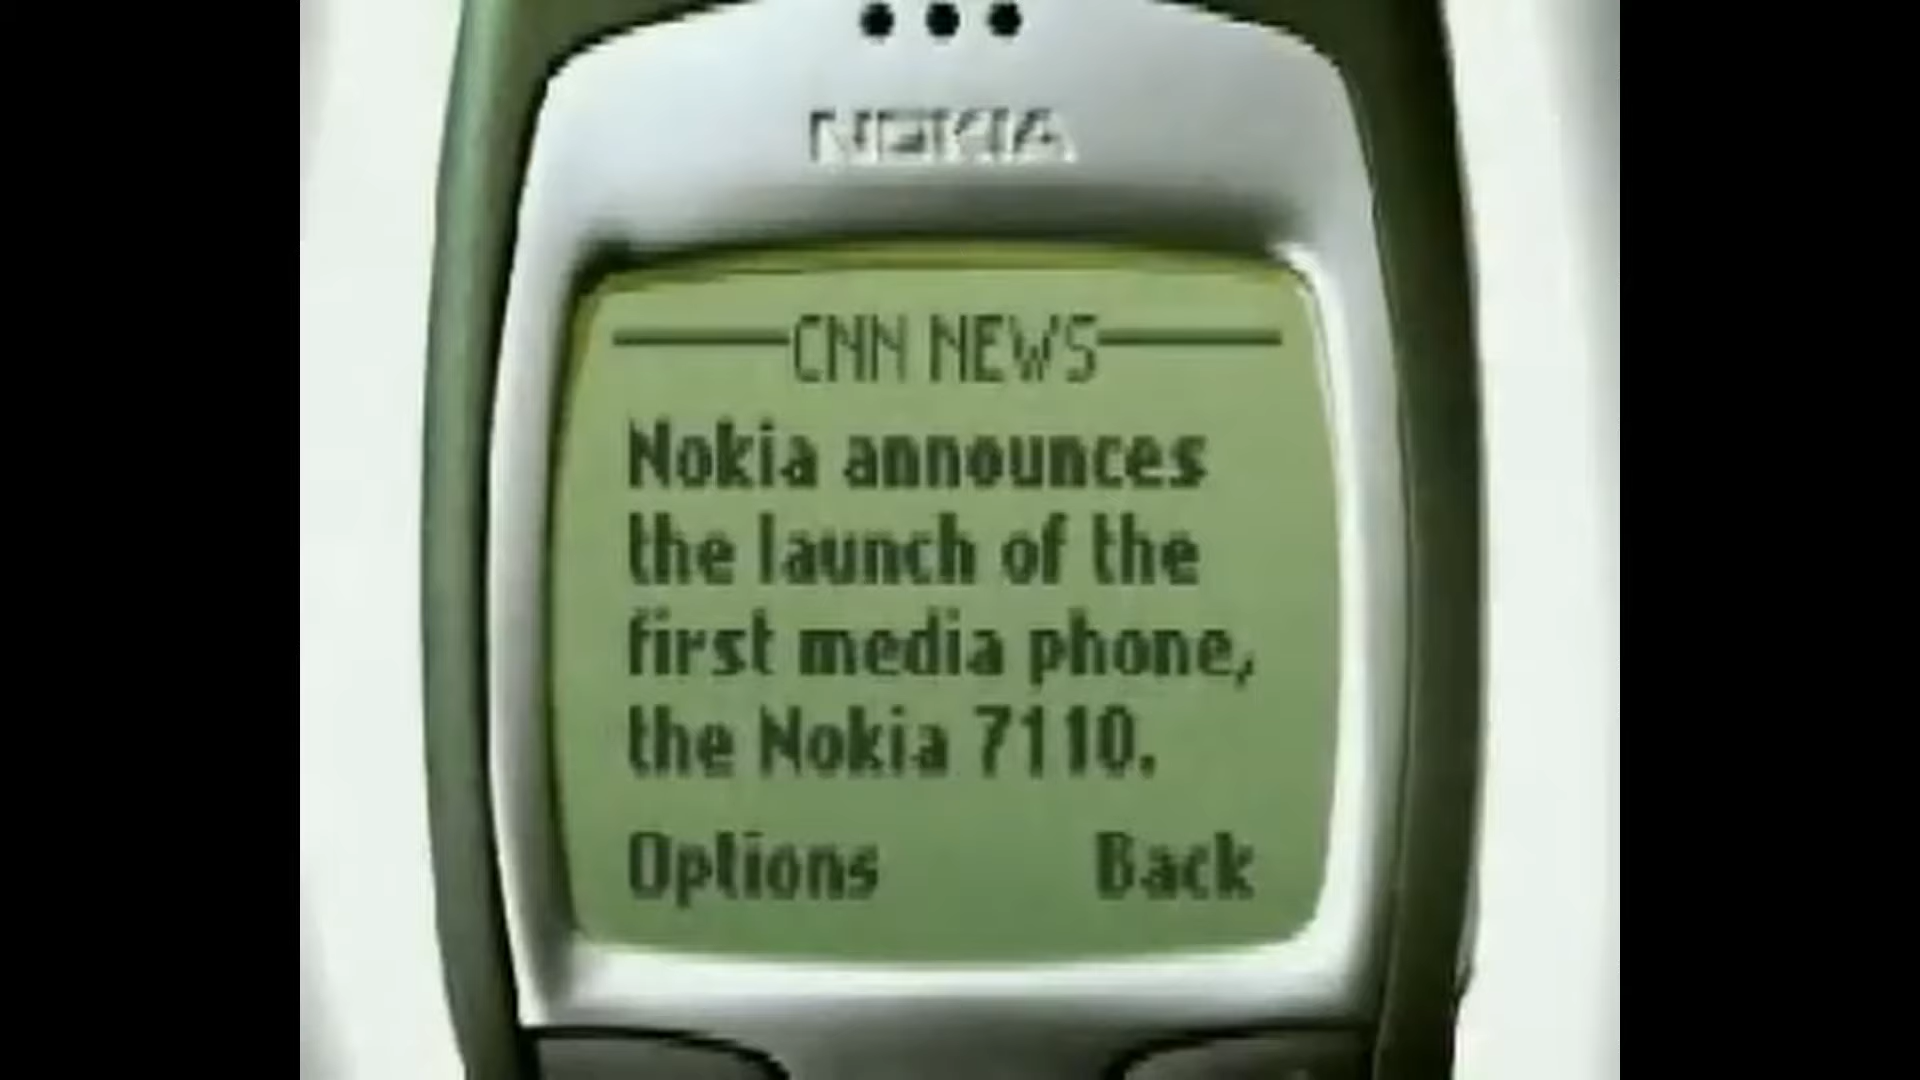 NOKIA
CNN NEWS
Nokia announces
the launch of the
first media phone,
the Nokia 7110.
Options Back